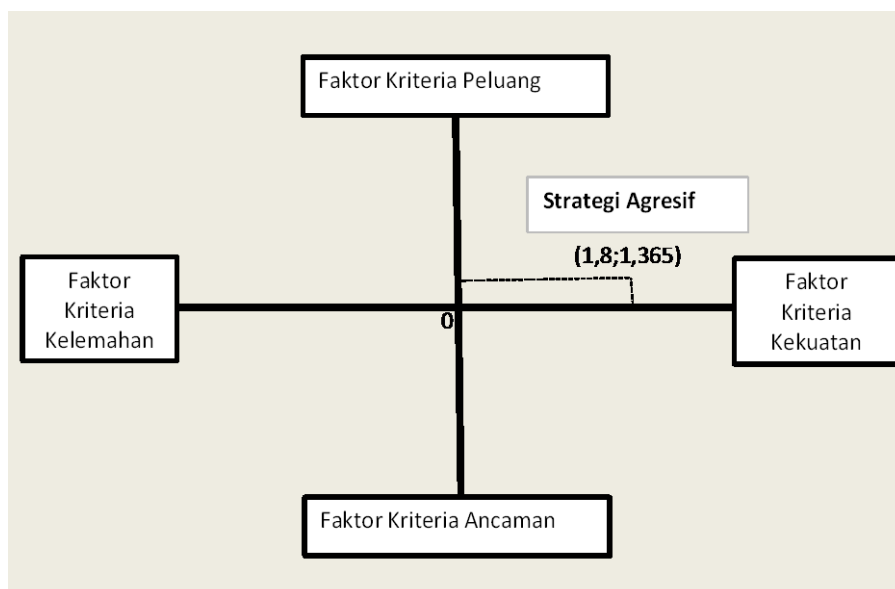 Faktor Kriteria Peluang
Strategi Agresif
(1,8;1,365)
Faktor
Kriteria
Kelemahan
0
Faktor
Kriteria
Kekuatan
Faktor Kriteria Ancaman